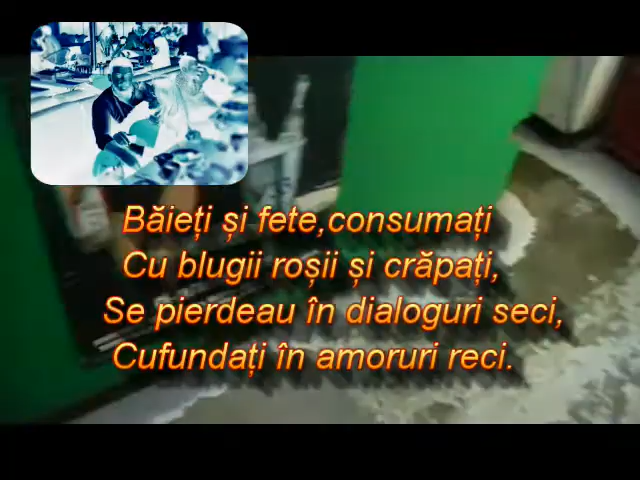 Băieți și fete,consumați
Cu blugii roșii și crăpați,
Se pierdeau în dialoguri seci,
Cufundați în amoruri reci.